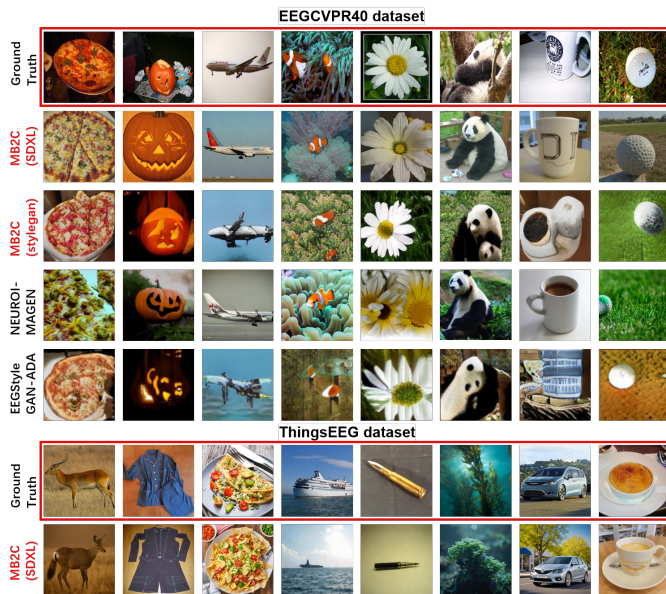 EEGCVPR40 dataset
Ground
Truth
MB2C
(SDXL)
MB2C
(stylegan)
NEUROI-
MAGEN
EEGStyle
GAN-ADA
ThingsEEG dataset
Ground
Truth
MB2C
(SDXL)